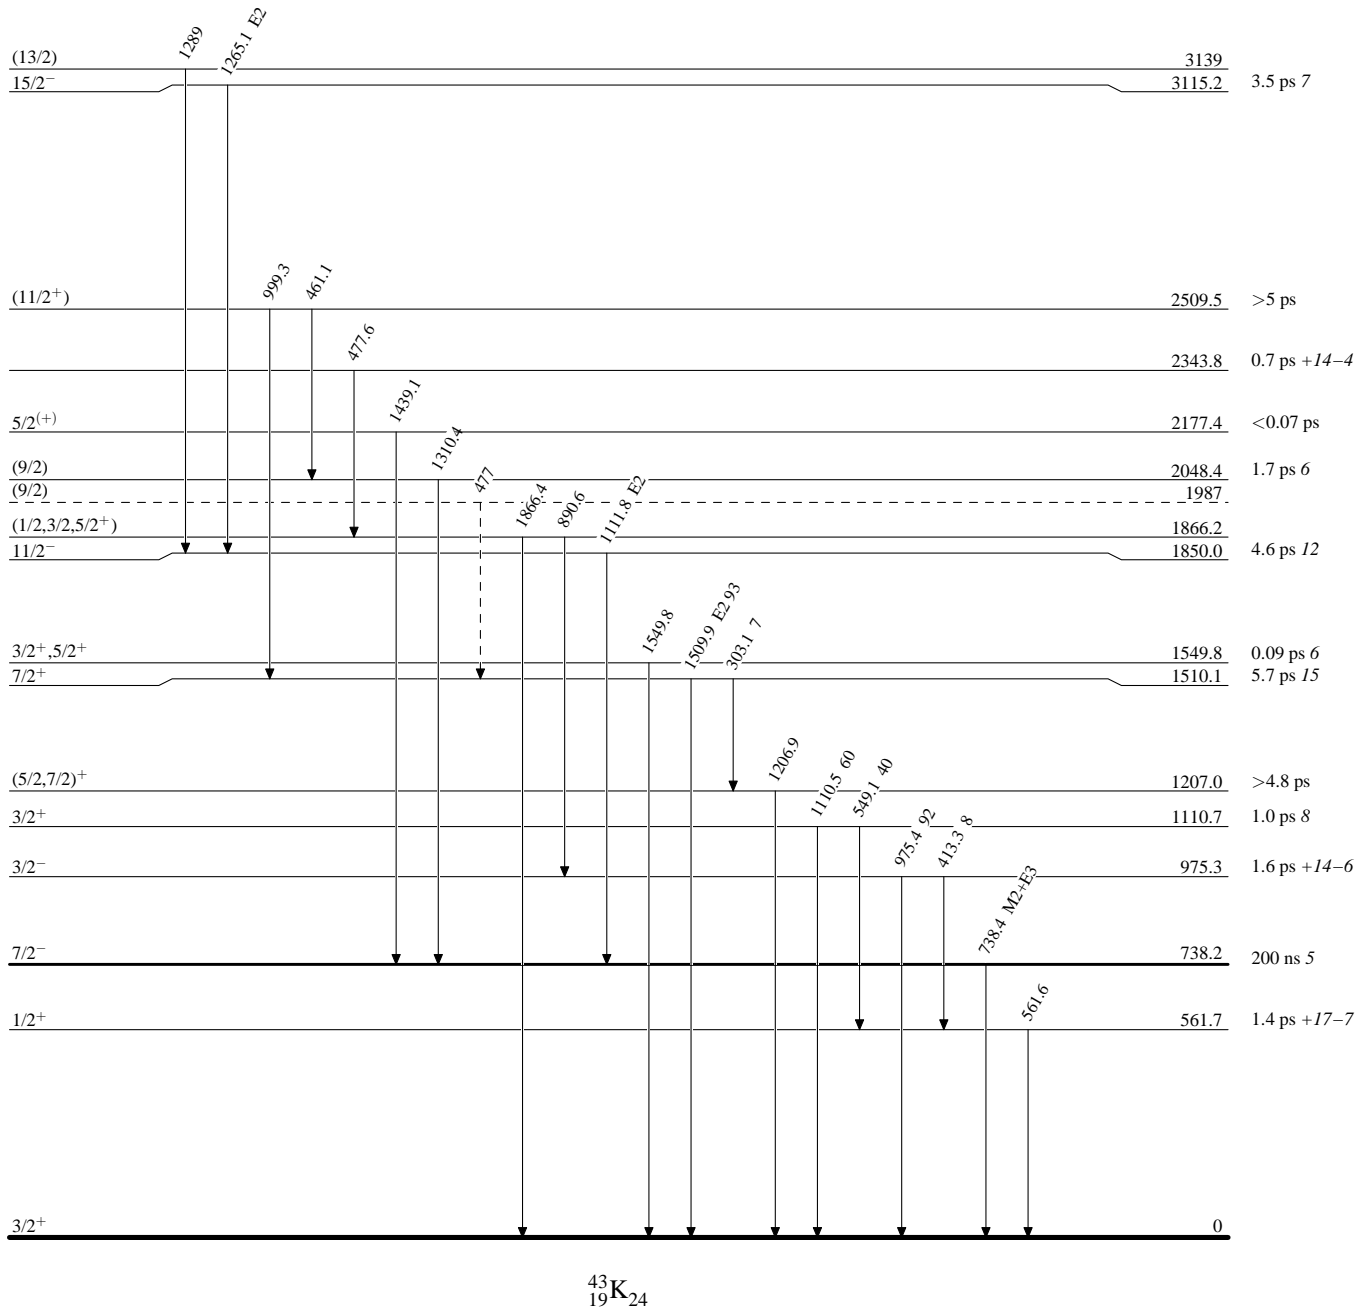 1289
1265.1 E2
(13/2) 3139
15/2⁻ 3115.2 3.5 ps 7
999.3
461.1
(11/2⁺) 2509.5 >5 ps
477.6
2343.8 0.7 ps +14−4
1439.1
5/2⁽⁺⁾ 2177.4 <0.07 ps
1310.4
(9/2) 2048.4 1.7 ps 6
477
(9/2) 1987
1866.4
890.6
1111.8 E2
(1/2,3/2,5/2⁺) 1866.2
11/2⁻ 1850.0 4.6 ps 12
1549.8
1509.9 E2 93
303.1 7
3/2⁺,5/2⁺ 1549.8 0.09 ps 6
7/2⁺ 1510.1 5.7 ps 15
1206.9
1110.5 60
549.1 40
(5/2,7/2)⁺ 1207.0 >4.8 ps
3/2⁺ 1110.7 1.0 ps 8
975.4 92
413.3 8
3/2⁻ 975.3 1.6 ps +14−6
738.4 M2+E3
7/2⁻ 738.2 200 ns 5
561.6
1/2⁺ 561.7 1.4 ps +17−7
3/2⁺ 0
⁴³₁₉K₂₄